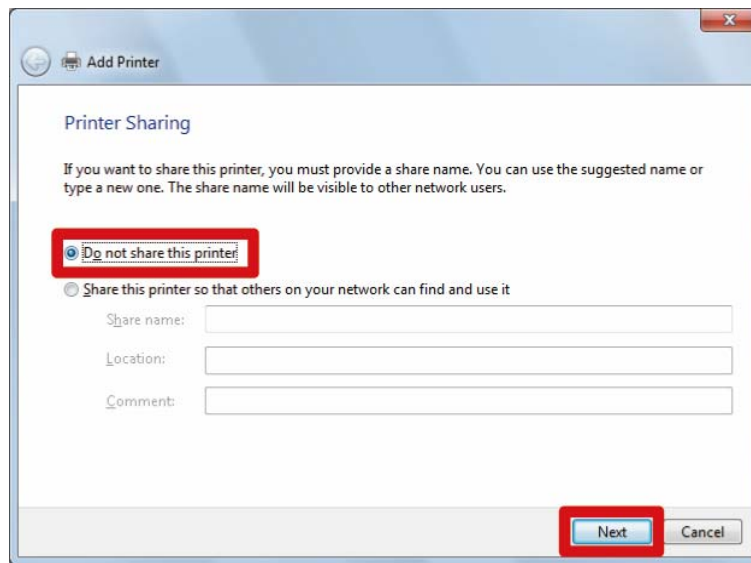 Add Printer
Printer Sharing
If you want to share this printer, you must provide a share name. You can use the suggested name or
type a new one. The share name will be visible to other network users.
Do not share this printer
Share this printer so that others on your network can find and use it
Share name:
Location:
Comment:
Next
Cancel